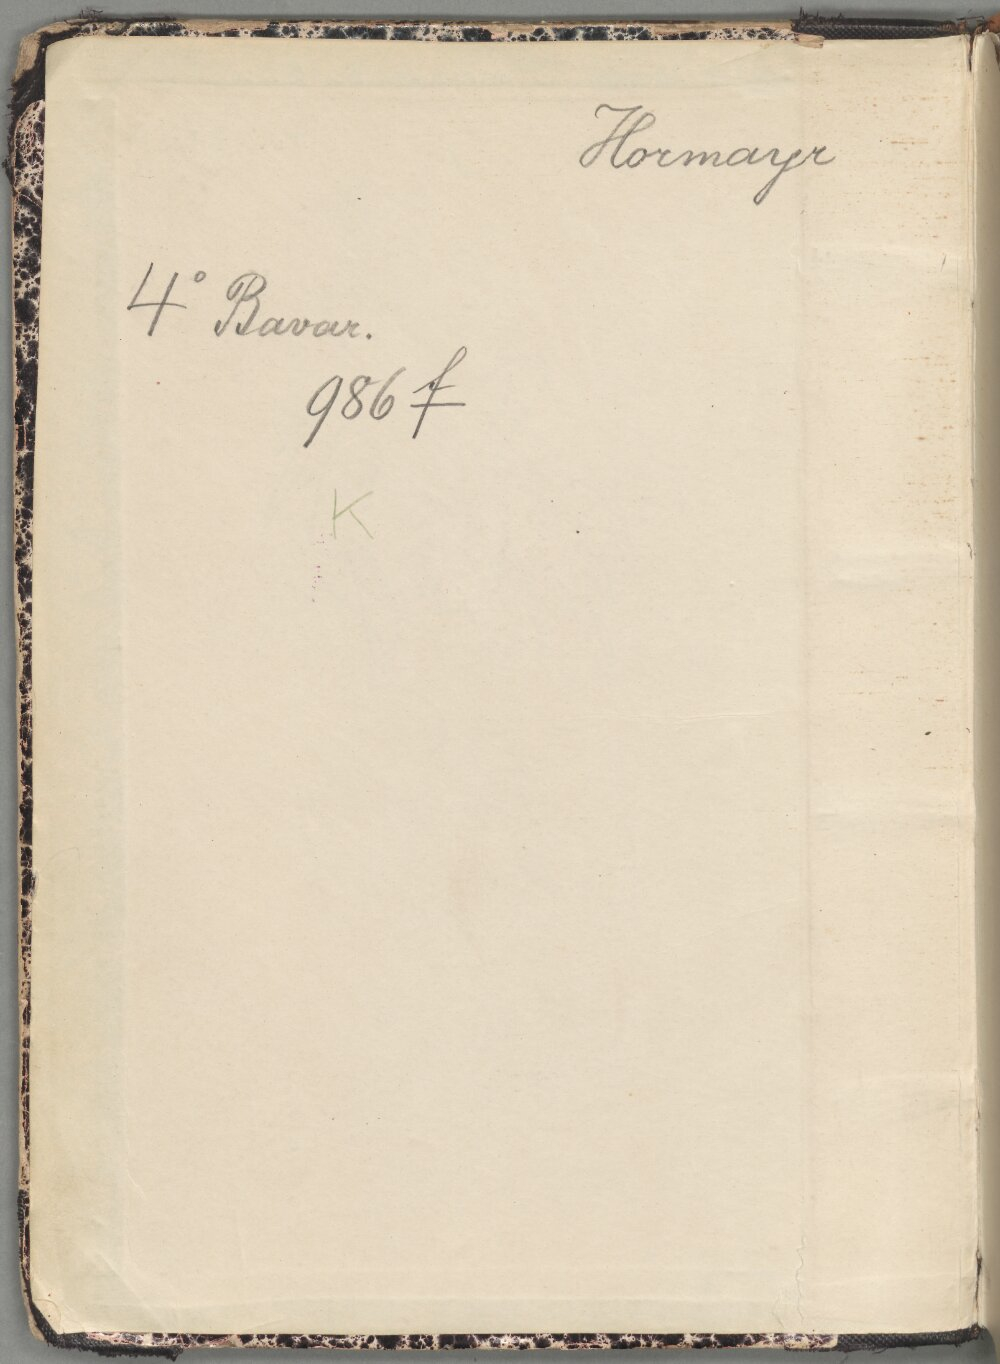 Hormayr
4° Bavar.
986 f
K